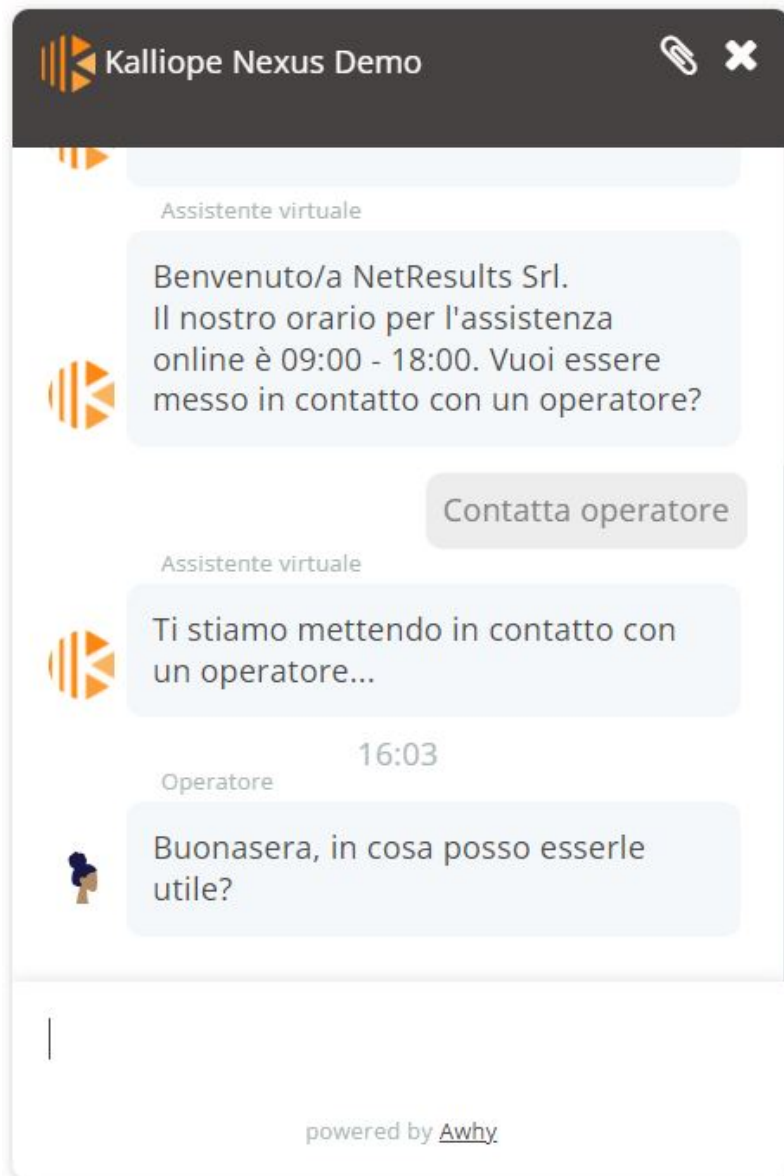 Kalliope Nexus Demo
Assistente virtuale
Benvenuto/a NetResults Srl.
Il nostro orario per l'assistenza
online è 09:00 - 18:00. Vuoi essere
messo in contatto con un operatore?
Contatta operatore
Assistente virtuale
Ti stiamo mettendo in contatto con
un operatore...
16:03
Operatore
Buonasera, in cosa posso esserle
utile?
powered by Awhy